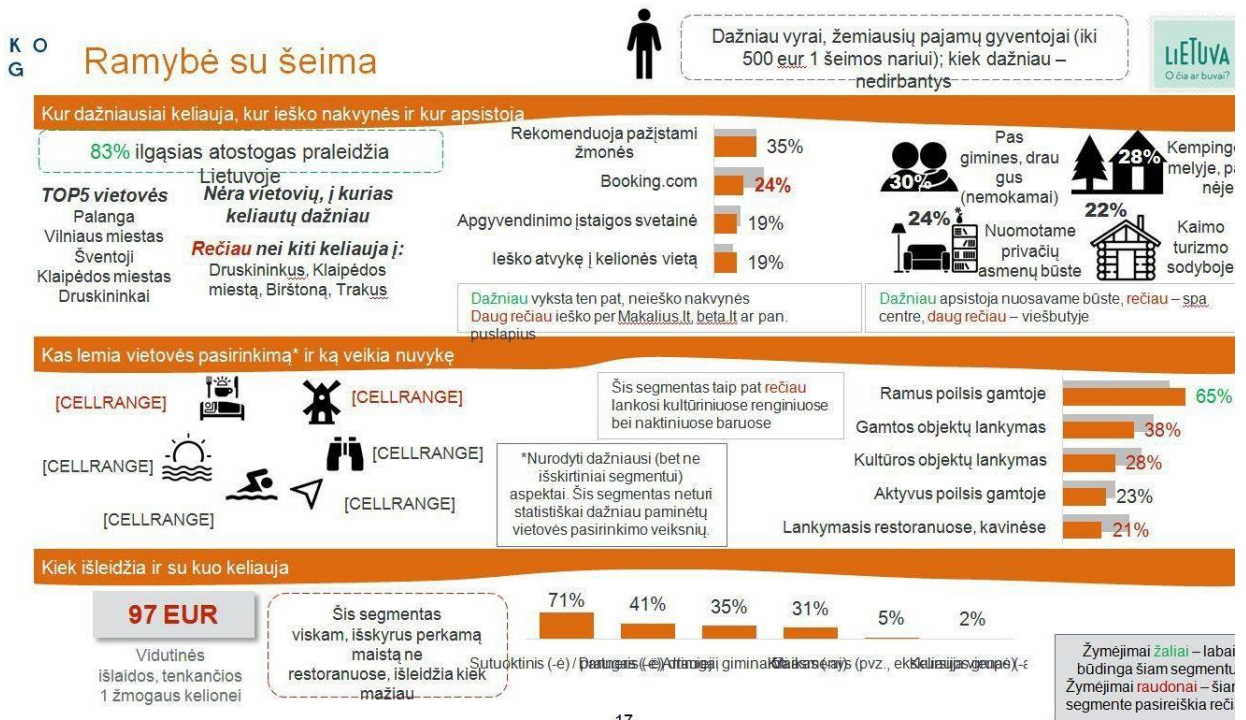 K O
G
Ramybė su šeima
Dažniau vyrai, žemiausių pajamų gyventojai (iki
500 eur 1 šeimos nariui); kiek dažniau –
nedirbantys
LIETUVA
O čia ar buvai?
Kur dažniausiai keliauja, kur ieško nakvynės ir kur apsistoja
83% ilgąsias atostogas praleidžia
Lietuvoje
TOP5 vietovės
Palanga
Vilniaus miestas
Šventoji
Klaipėdos miestas
Druskininkai
Nėra vietovių, į kurias
keliautų dažniau
Rečiau nei kiti keliauja į:
Druskininkus, Klaipėdos
miestą, Birštoną, Trakus
Rekomenduoja pažįstami
žmonės
35%
Booking.com
24%
Apgyvendinimo įstaigos svetainė
19%
Ieško atvykę į kelionės vietą
19%
Dažniau vyksta ten pat, neieško nakvynės
Daug rečiau ieško per Makalius.lt, beta.lt ar pan.
puslapius
30%
Pas
gimines, drau
gus
(nemokamai)
28%
24%
Nuomotame
privačių
asmenų būste
22%
Kaimo
turizmo
sodyboje
Dažniau apsistoja nuosavame būste, rečiau – spa
centre, daug rečiau – viešbutyje
Kas lemia vietovės pasirinkimą* ir ką veikia nuvykę
[CELLRANGE]
[CELLRANGE]
[CELLRANGE]
[CELLRANGE]
[CELLRANGE]
[CELLRANGE]
Šis segmentas taip pat rečiau
lankosi kultūriniuose renginiuose
bei naktiniuose baruose
*Nurodyti dažniausi (bet ne
išskirtiniai segmentui)
aspektai. Šis segmentas neturi
statistiškai dažniau paminėtų
vietovės pasirinkimo veiksnių.
Ramus poilsis gamtoje
65%
Gamtos objektų lankymas
38%
Kultūros objektų lankymas
28%
Aktyvus poilsis gamtoje
23%
Lankymasis restoranuose, kavinėse
21%
Kiek išleidžia ir su kuo keliauja
97 EUR
Vidutinės
išlaidos, tenkančios
1 žmogaus kelionei
Šis segmentas
viskam, išskyrus perkamą
maistą ne
restoranuose, išleidžia kiek
mažiau
71%
41%
35%
31%
5%
2%
Sutuoktinis (-ė) /
Žymėjimai žaliai – labai
būdinga šiam segmentu
Žymėjimai raudonai – šiam
segmente pasireiškia reči
17